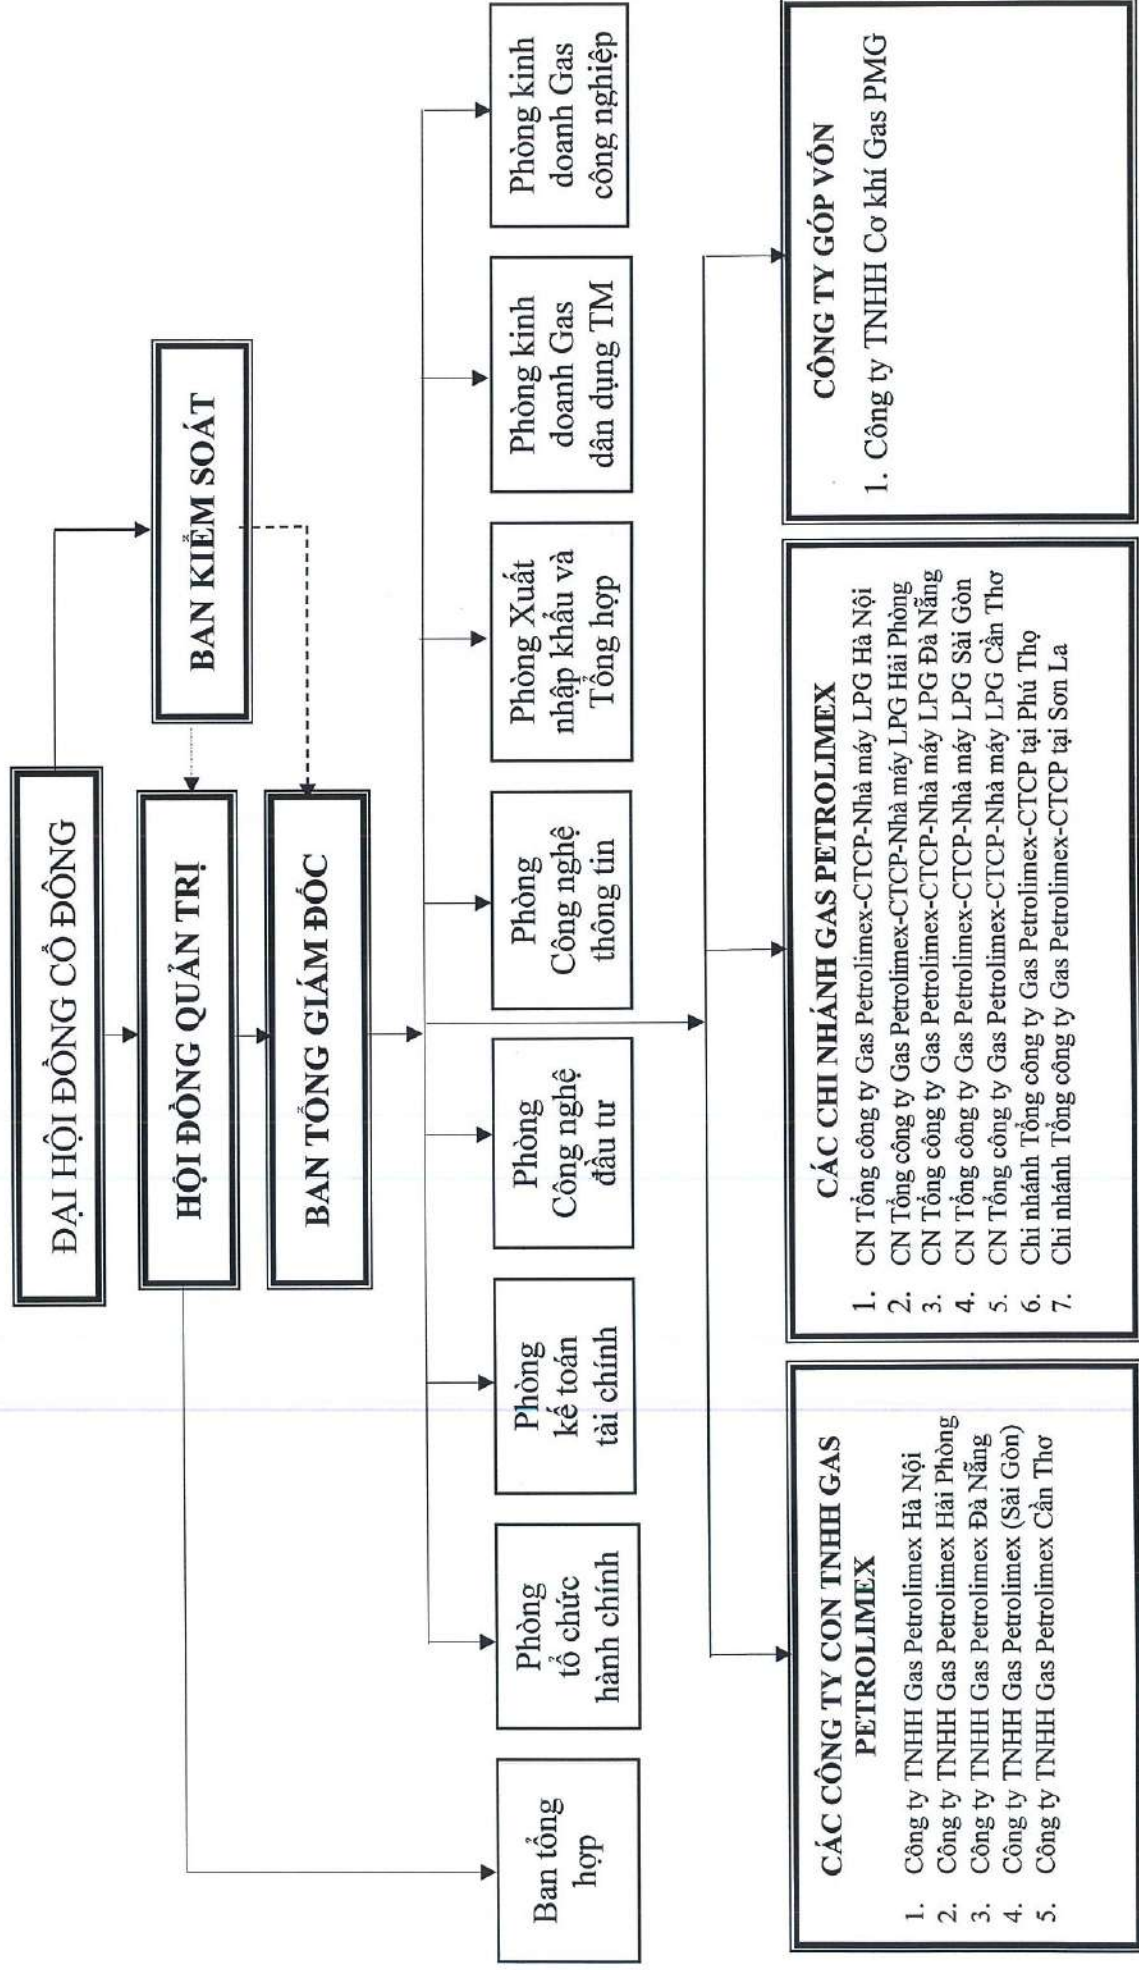 ĐẠI HỘI ĐỒNG CỔ ĐÔNG
BAN KIỂM SOÁT
HỘI ĐỒNG QUẢN TRỊ
BAN TỔNG GIÁM ĐỐC
Ban tổng
hợp
Phòng
tổ chức
hành chính
Phòng
kế toán
tài chính
Phòng
Công nghệ
đầu tư
Phòng
Công nghệ
thông tin
Phòng Xuất
nhập khẩu và
Tổng hợp
Phòng kinh
doanh Gas
dân dụng TM
Phòng kinh
doanh Gas
công nghiệp
CÁC CÔNG TY CON TNHH GAS
PETROLIMEX
1. Công ty TNHH Gas Petrolimex Hà Nội
2. Công ty TNHH Gas Petrolimex Hải Phòng
3. Công ty TNHH Gas Petrolimex Đà Nẵng
4. Công ty TNHH Gas Petrolimex (Sài Gòn)
5. Công ty TNHH Gas Petrolimex Cần Thơ
CÁC CHI NHÁNH GAS PETROLIMEX
1. CN Tổng công ty Gas Petrolimex-CTCP-Nhà máy LPG Hà Nội
2. CN Tổng công ty Gas Petrolimex-CTCP-Nhà máy LPG Hải Phòng
3. CN Tổng công ty Gas Petrolimex-CTCP-Nhà máy LPG Đà Nẵng
4. CN Tổng công ty Gas Petrolimex-CTCP-Nhà máy LPG Sài Gòn
5. CN Tổng công ty Gas Petrolimex-CTCP-Nhà máy LPG Cần Thơ
6. Chi nhánh Tổng công ty Gas Petrolimex-CTCP tại Phú Thọ
7. Chi nhánh Tổng công ty Gas Petrolimex-CTCP tại Sơn La
CÔNG TY GÓP VỐN
1. Công ty TNHH Cơ khí Gas PMG